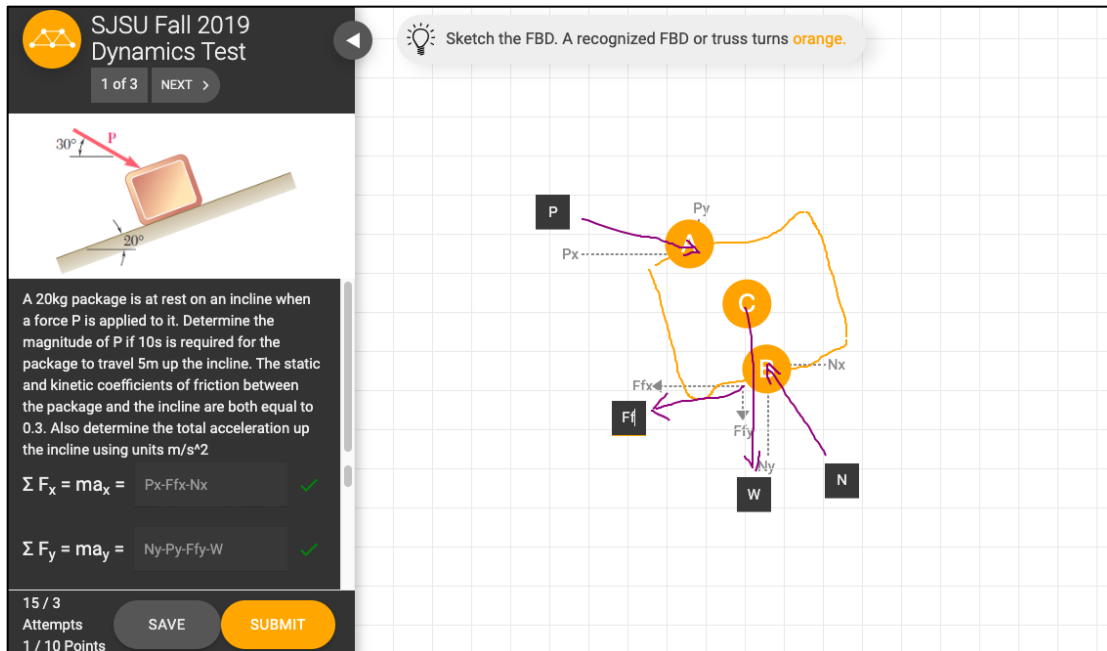 SJSU Fall 2019
Dynamics Test
1 of 3
NEXT >
Sketch the FBD. A recognized FBD or truss turns orange.
30°
P
20°
A 20kg package is at rest on an incline when
a force P is applied to it. Determine the
magnitude of P if 10s is required for the
package to travel 5m up the incline. The static
and kinetic coefficients of friction between
the package and the incline are both equal to
0.3. Also determine the total acceleration up
the incline using units m/s^2
Σ Fx = max = Px-Ffx-Nx
Σ Fy = may = Ny-Py-Ffy-W
15 / 3
Attempts
1 / 10 Points
SAVE
SUBMIT
P
Py
A
Px
C
B
Nx
Ffx
Ff
Ffy
Ny
W
N